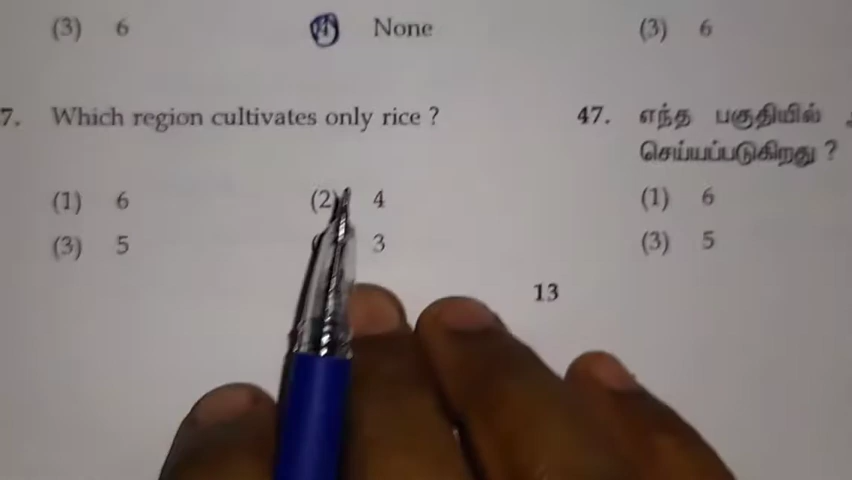 (3) 6 None
7. Which region cultivates only rice ?
(1) 6 (2) 4
(3) 5 3
(3) 6
47. எந்த பகுதியில்
செய்யப்படுகிறது ?
(1) 6
(3) 5
13